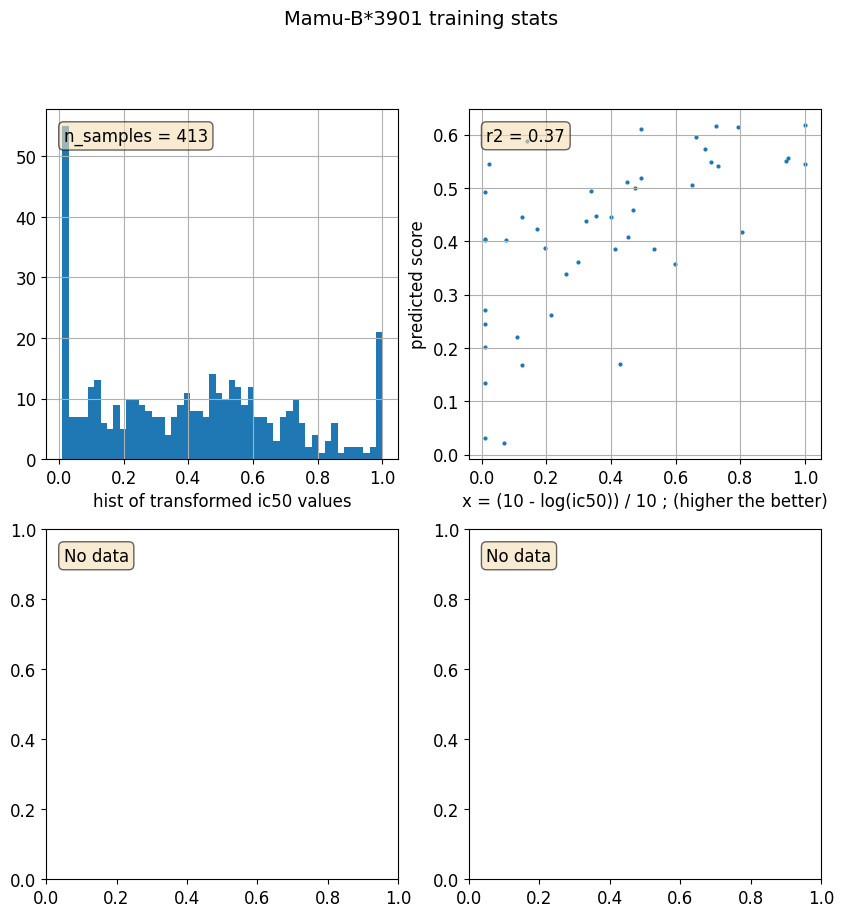 Mamu-B*3901 training stats
n_samples = 413
50
40
30
20
10
0
0.0 0.2 0.4 0.6 0.8 1.0
hist of transformed ic50 values
r2 = 0.37
predicted score
0.6
0.5
0.4
0.3
0.2
0.1
0.0
0.0 0.2 0.4 0.6 0.8 1.0
x = (10 - log(ic50)) / 10 ; (higher the better)
No data
1.0
0.8
0.6
0.4
0.2
0.0
0.0 0.2 0.4 0.6 0.8 1.0
No data
1.0
0.8
0.6
0.4
0.2
0.0
0.0 0.2 0.4 0.6 0.8 1.0